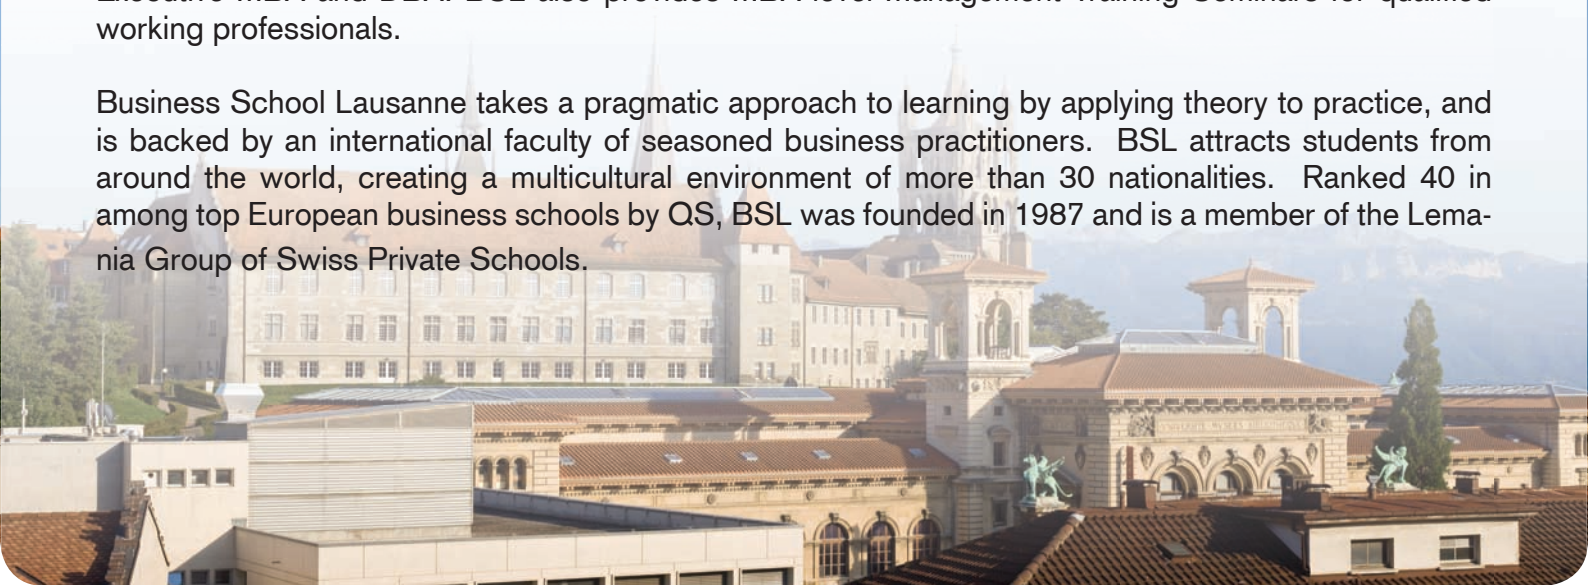 working professionals.
Business School Lausanne takes a pragmatic approach to learning by applying theory to practice, and
is backed by an international faculty of seasoned business practitioners.  BSL attracts students from
around the world, creating a multicultural environment of more than 30 nationalities.  Ranked 40 in
among top European business schools by QS, BSL was founded in 1987 and is a member of the Lema-
nia Group of Swiss Private Schools.